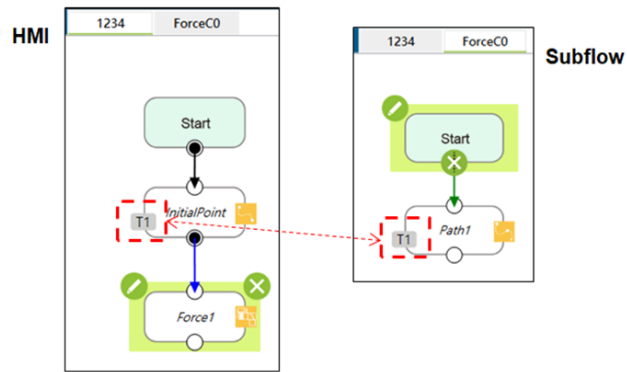 HMI
1234 ForceC0
Start
InitialPoint
T1
Force1
Subflow
1234 ForceC0
Start
Path1
T1